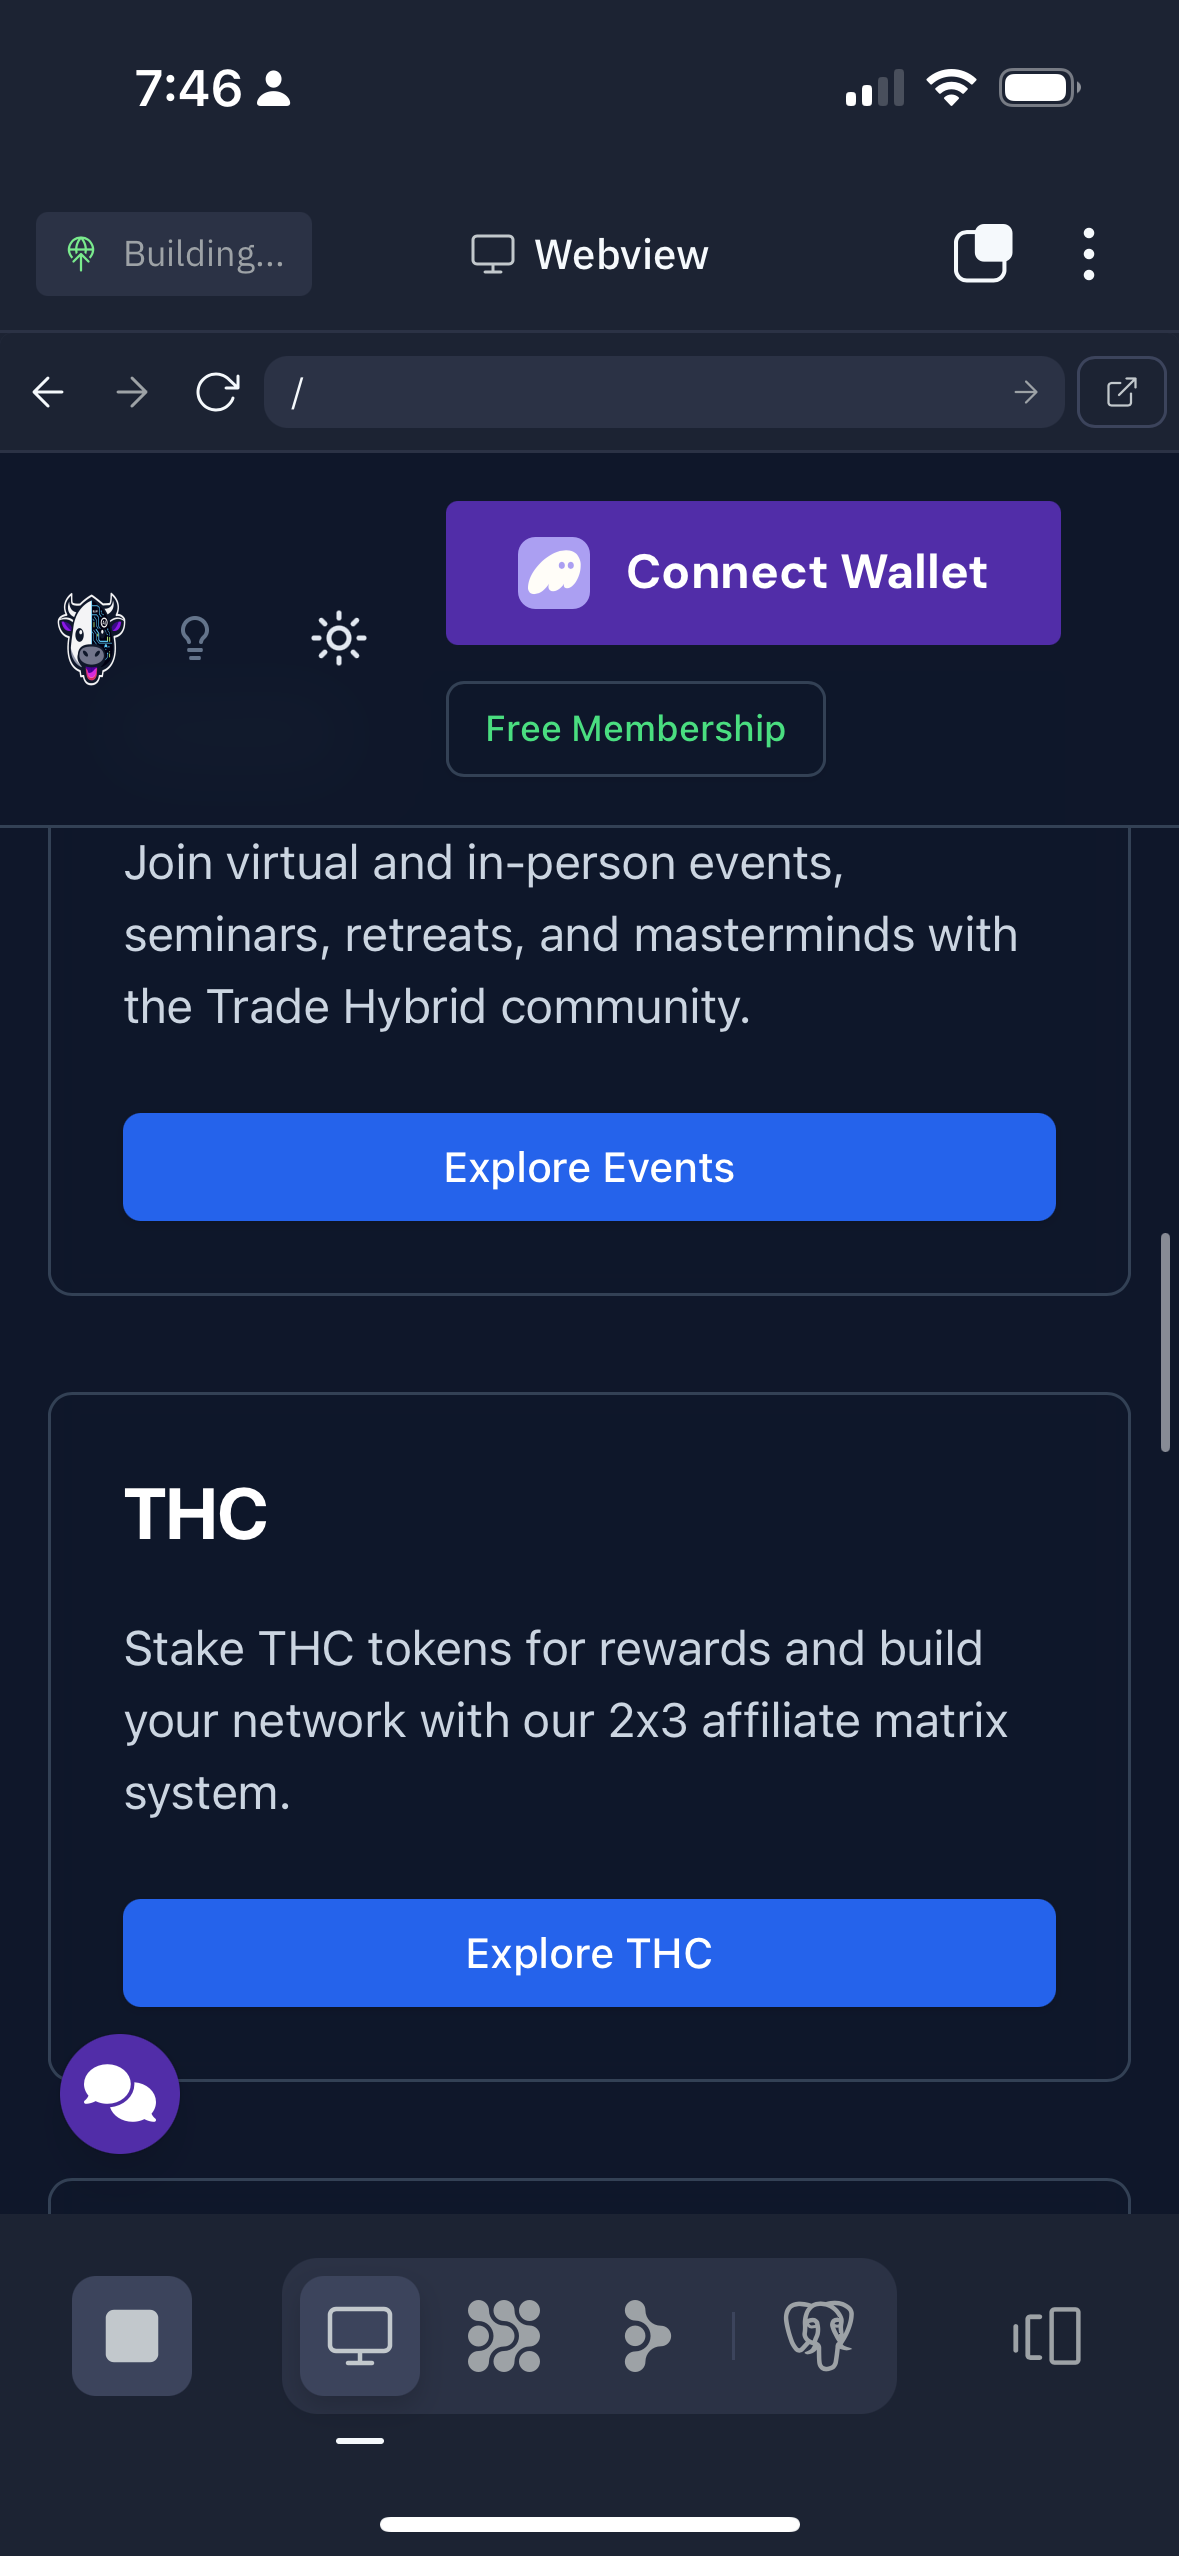 7:46
Building...
Webview
/
Connect Wallet
Free Membership
Join virtual and in-person events,
seminars, retreats, and masterminds with
the Trade Hybrid community.
Explore Events
THC
Stake THC tokens for rewards and build
your network with our 2x3 affiliate matrix
system.
Explore THC